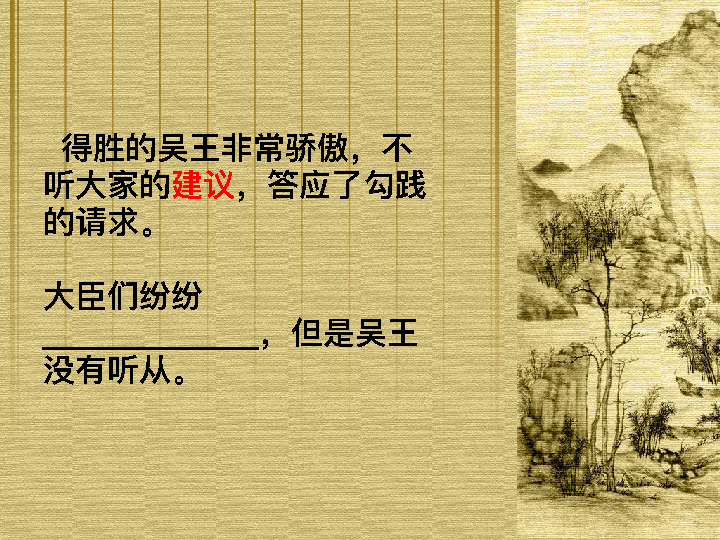 得胜的吴王非常骄傲，不
听大家的建议，答应了勾践
的请求。
大臣们纷纷
______________，但是吴王
没有听从。